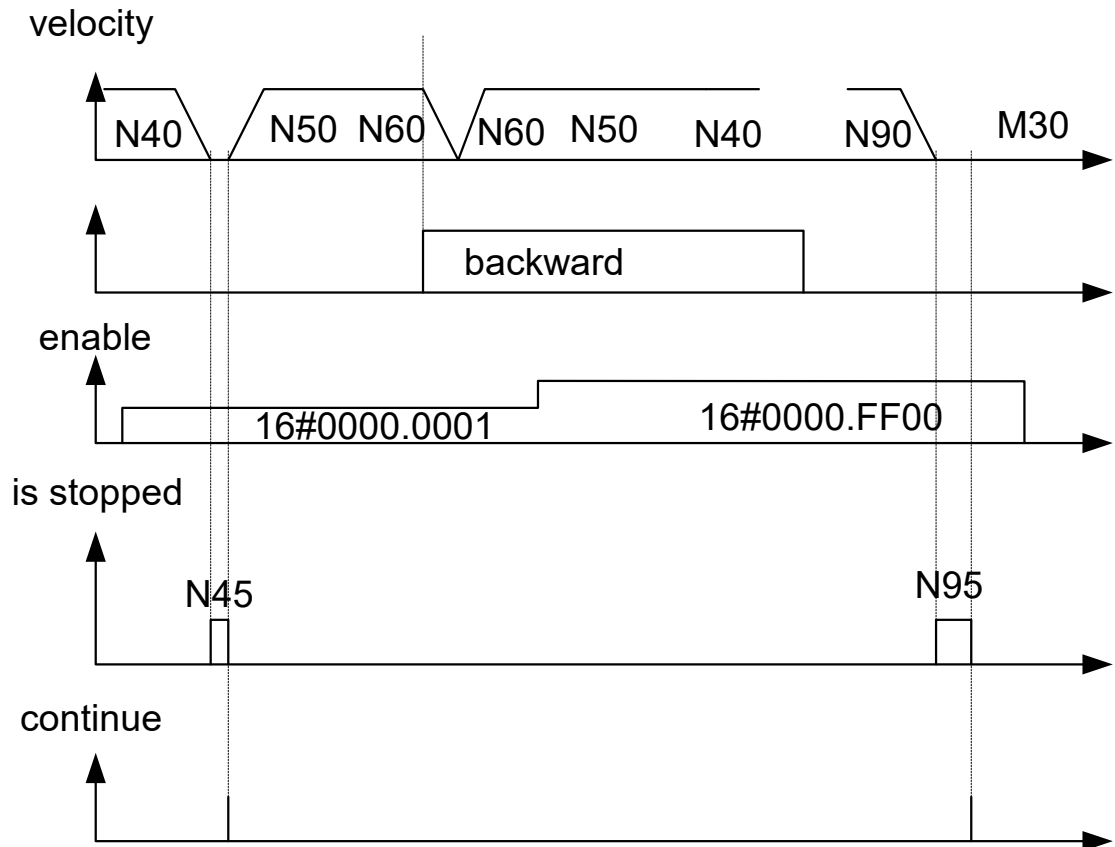 velocity
N40 N50 N60 N60 N50 N40 N90 M30
backward
enable
16#0000.0001 16#0000.FF00
is stopped
N45 N95
continue